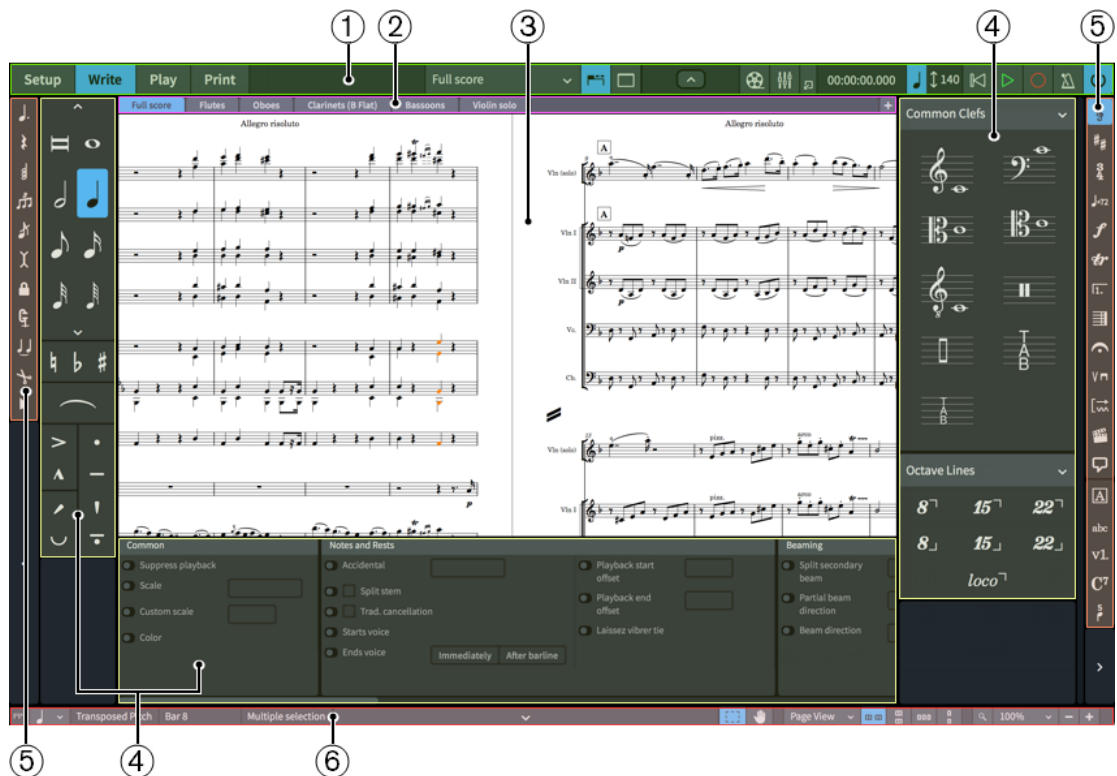 ① ② ③ ④ ⑤
Setup Write Play Print Full score 00:00:00.000 140
Full score Flutes Oboes Clarinets (B Flat) Bassoons Violin solo +
Allegro risoluto Allegro risoluto
Common Clefs
A
Vln (solo)
A
Vln I
p
Vln II
p
Vc.
Cb.
Octave Lines
pizz. arco
Vln (solo)
pizz. arco
Vln I
p
p
T
A
B
T
A
B
8 15 22
8 15 22
loco
=72
f
tr
1.
A
abc
v1.
C7
5
Common Notes and Rests Beaming
Suppress playback Accidental Playback start offset Split secondary beam
Scale Split stem Playback end offset Partial beam direction
Custom scale Trad. cancellation Laissez vibrer tie Beam direction
Color Starts voice
Ends voice Immediately After barline
Transposed Pitch Bar 8 Multiple selection Page View 100% − +
⑤ ④ ⑥